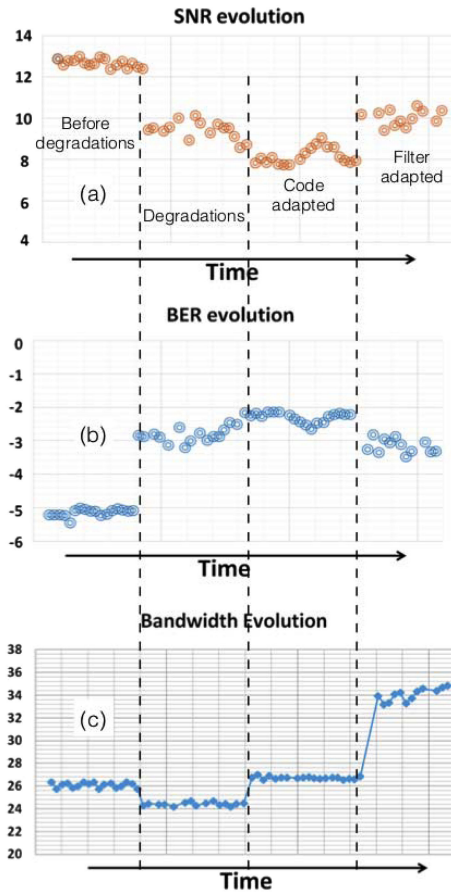 SNR evolution
14
12
10
8
6
4
Before
degradations
(a)
Degradations
Code
adapted
Filter
adapted
Time
BER evolution
0
-1
-2
-3
-4
-5
-6
(b)
Time
Bandwidth Evolution
38
36
34
32
30
28
26
24
22
20
(c)
Time